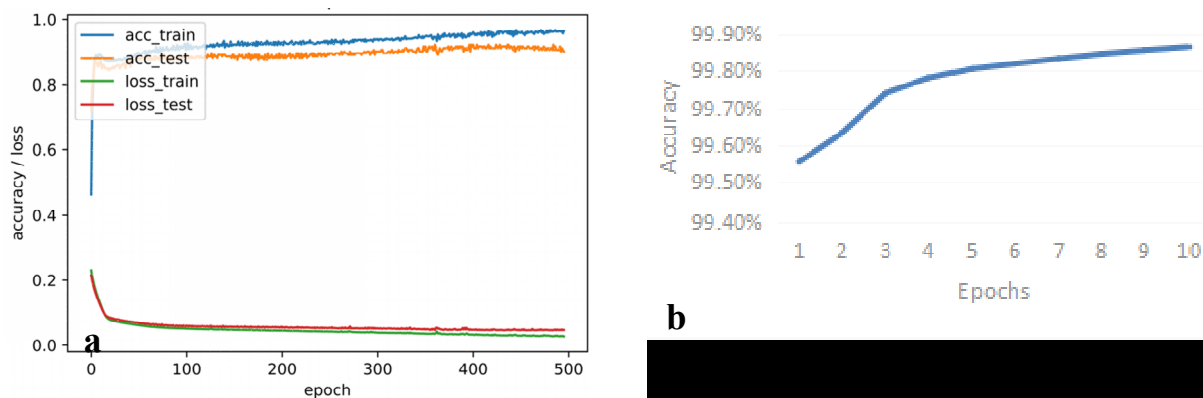 1.0
0.8
0.6
0.4
0.2
0.0
accuracy / loss
acc_train
acc_test
loss_train
loss_test
a
0 100 200 300 400 500
epoch
99.90%
99.80%
99.70%
99.60%
99.50%
99.40%
Accuracy
1 2 3 4 5 6 7 8 9 10
Epochs
b